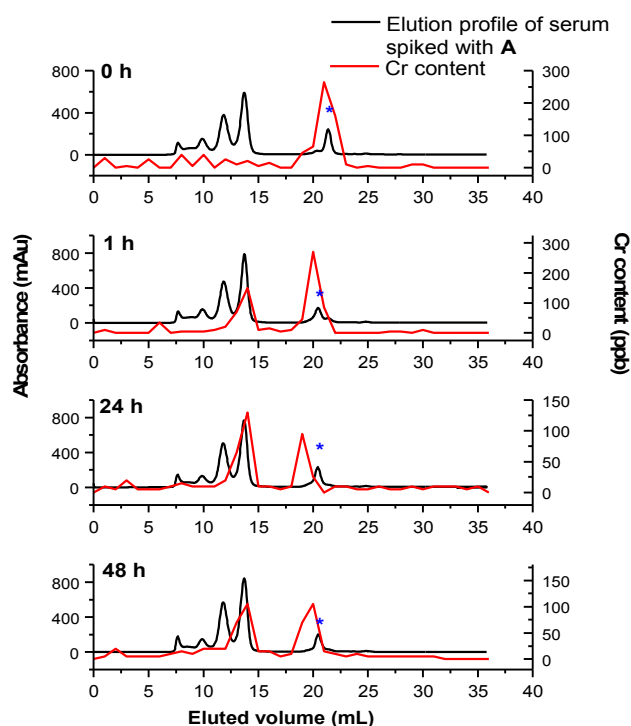 Elution profile of serum
spiked with A
Cr content
0 h
800
400
0
300
200
100
0
*
0 5 10 15 20 25 30 35 40
1 h
800
400
0
300
200
100
0
*
0 5 10 15 20 25 30 35 40
24 h
800
400
0
150
100
50
0
*
0 5 10 15 20 25 30 35 40
48 h
800
400
0
150
100
50
0
*
0 5 10 15 20 25 30 35 40
Absorbance (mAu)
Cr content
(ppb)
Eluted volume (mL)